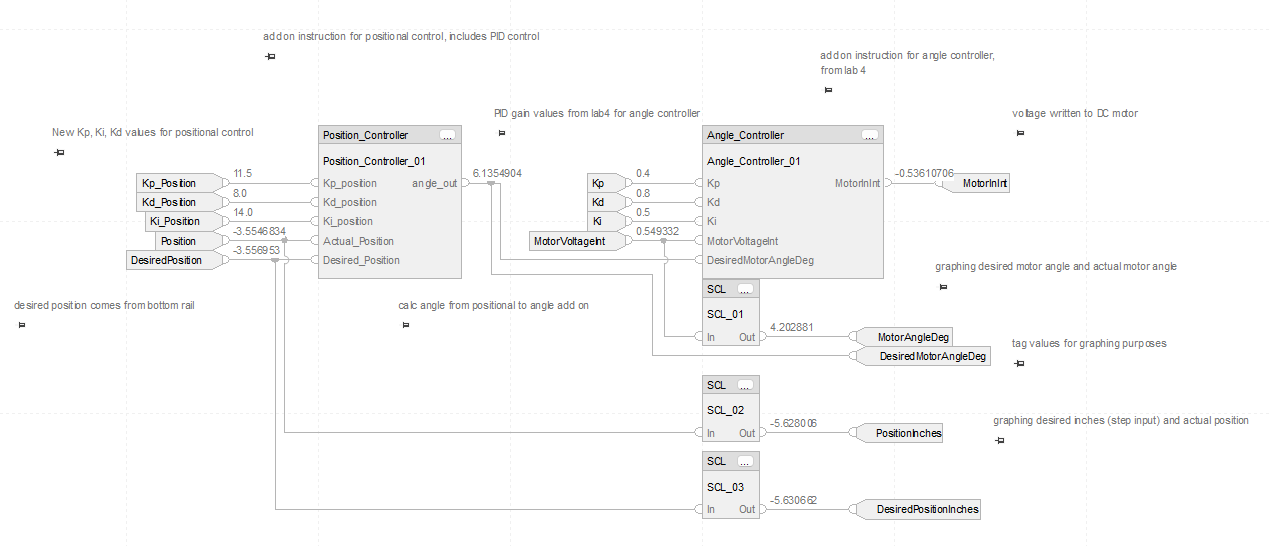 add on instruction for positional control, includes PID control
add on instruction for angle controller,
from lab 4
PID gain values from lab4 for angle controller
voltage written to DC motor
New Kp, Ki, Kd values for positional control
Position_Controller ...
Position_Controller_01
Kp_Position 11.5 Kp_position angle_out 6.1354904
Kd_Position 8.0 Kd_position
Ki_Position 14.0 Ki_position
Position -3.5546834 Actual_Position
DesiredPosition -3.556953 Desired_Position
Angle_Controller ...
Angle_Controller_01
Kp 0.4 Kp MotorInInt -0.53610706 MotorInInt
Kd 0.8 Kd
Ki 0.5 Ki
MotorVoltageInt 0.549332 MotorVoltageInt
DesiredMotorAngleDeg
graphing desired motor angle and actual motor angle
desired position comes from bottom rail
calc angle from positional to angle add on
SCL ...
SCL_01
In Out 4.202881 MotorAngleDeg
DesiredMotorAngleDeg
tag values for graphing purposes
SCL ...
SCL_02
In Out -5.628006 PositionInches
graphing desired inches (step input) and actual position
SCL ...
SCL_03
In Out -5.630662 DesiredPositionInches